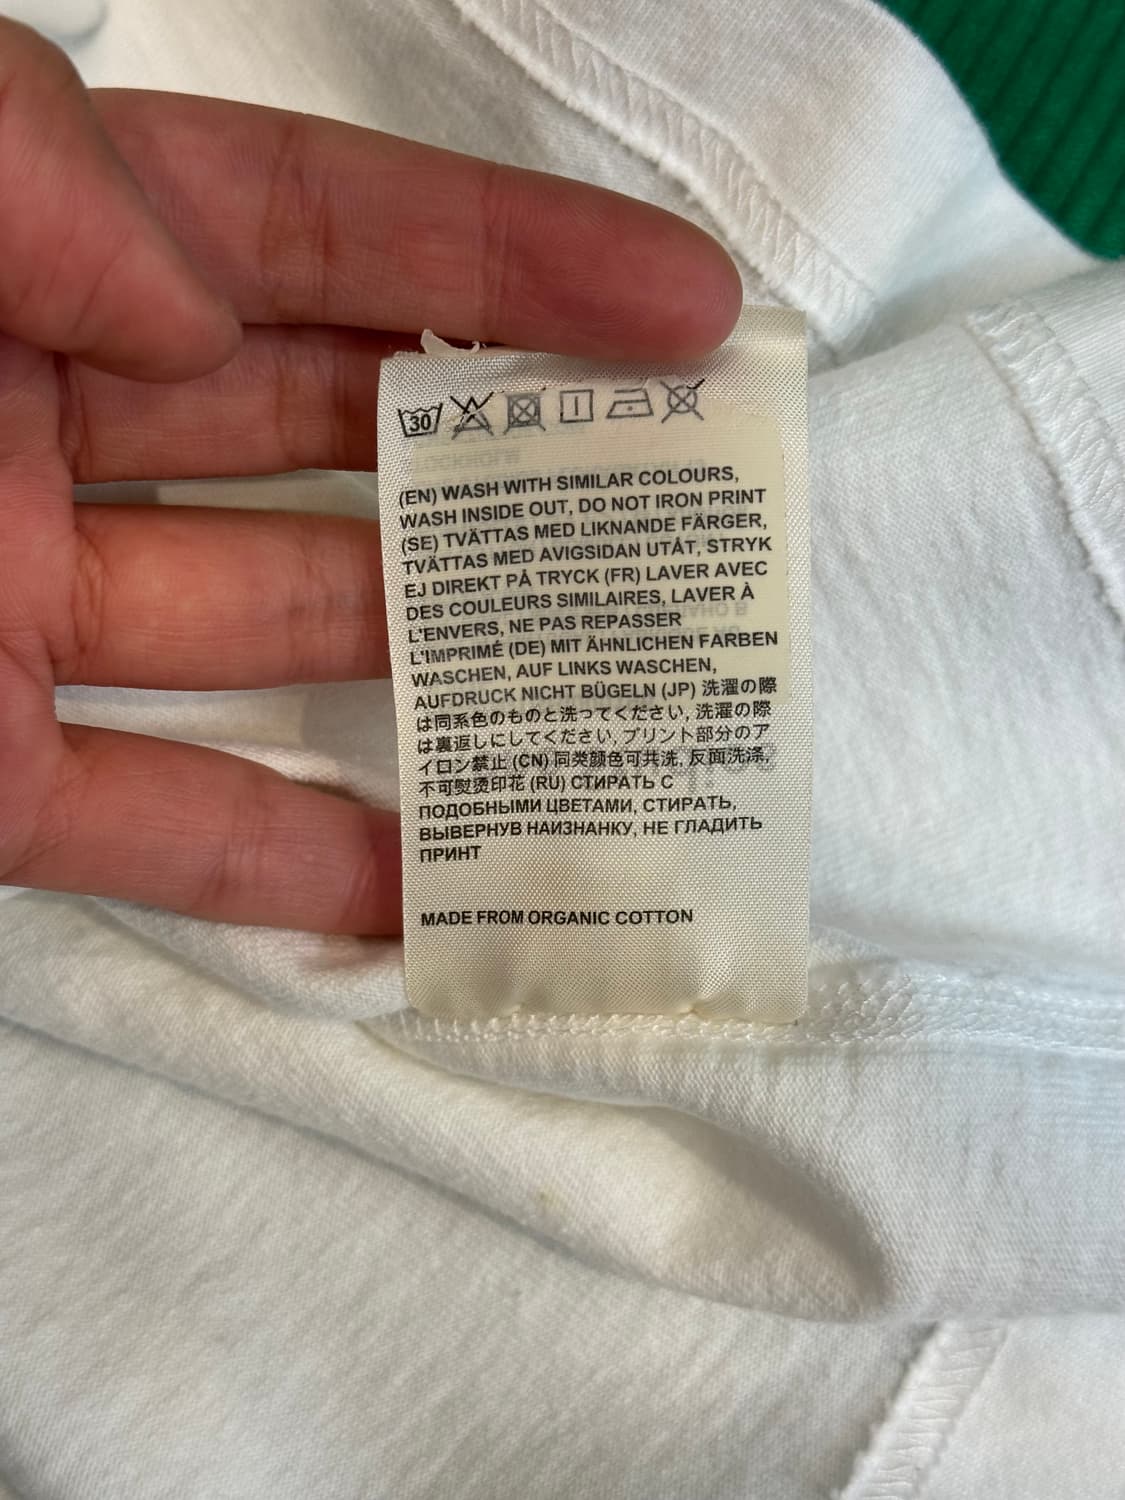 30
(EN) WASH WITH SIMILAR COLOURS,
WASH INSIDE OUT, DO NOT IRON PRINT
(SE) TVÄTTAS MED LIKNANDE FÄRGER,
TVÄTTAS MED AVIGSIDAN UTÅT, STRYK
EJ DIREKT PÅ TRYCK (FR) LAVER AVEC
DES COULEURS SIMILAIRES, LAVER À
L'ENVERS, NE PAS REPASSER
L'IMPRIMÉ (DE) MIT ÄHNLICHEN FARBEN
WASCHEN, AUF LINKS WASCHEN,
AUFDRUCK NICHT BÜGELN (JP) 洗濯の際
は同系色のものと洗ってください, 洗濯の際
は裏返しにしてください, プリント部分のア
イロン禁止 (CN) 同类颜色可共洗, 反面洗涤,
不可熨烫印花 (RU) СТИРАТЬ С
ПОДОБНЫМИ ЦВЕТАМИ, СТИРАТЬ,
ВЫВЕРНУВ НАИЗНАНКУ, НЕ ГЛАДИТЬ
ПРИНТ
MADE FROM ORGANIC COTTON